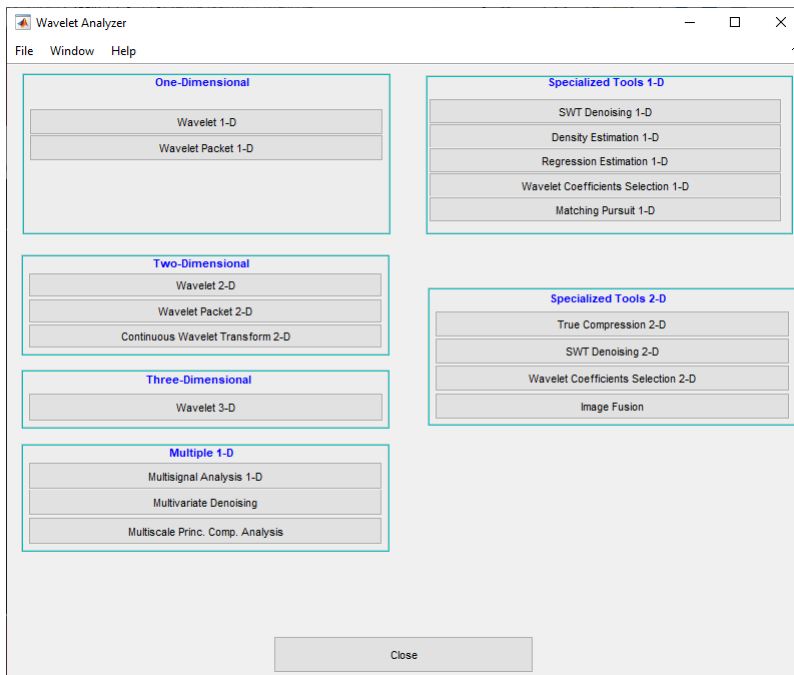 Wavelet Analyzer
File Window Help
One-Dimensional
Wavelet 1-D
Wavelet Packet 1-D
Two-Dimensional
Wavelet 2-D
Wavelet Packet 2-D
Continuous Wavelet Transform 2-D
Three-Dimensional
Wavelet 3-D
Multiple 1-D
Multisignal Analysis 1-D
Multivariate Denoising
Multiscale Princ. Comp. Analysis
Specialized Tools 1-D
SWT Denoising 1-D
Density Estimation 1-D
Regression Estimation 1-D
Wavelet Coefficients Selection 1-D
Matching Pursuit 1-D
Specialized Tools 2-D
True Compression 2-D
SWT Denoising 2-D
Wavelet Coefficients Selection 2-D
Image Fusion
Close